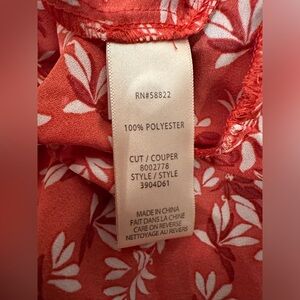 RN#58822
100% POLYESTER
CUT / COUPER
8002778
STYLE / STYLE
3904D61
MADE IN CHINA
FAIT DANS LA CHINE
CARE ON REVERSE
NETTOYAGE AU REVERS